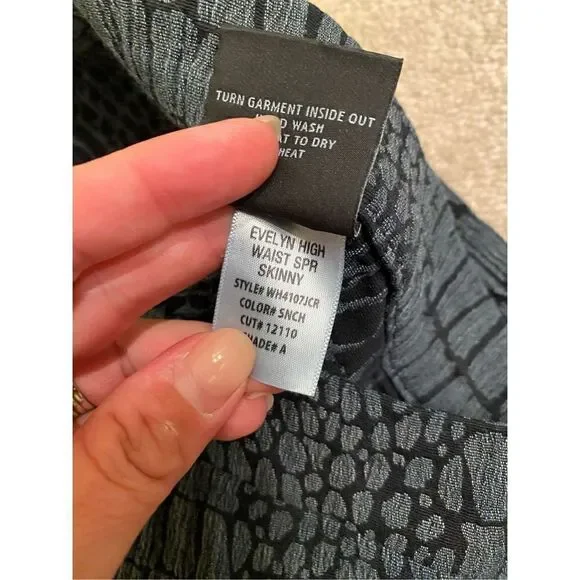 TURN GARMENT INSIDE OUT
WASH
TO DRY
HEAT
EVELYN HIGH
WAIST SPR
SKINNY
STYLE# WH4107JCR
COLOR# SNCH
CUT# 12110
SHADE# A